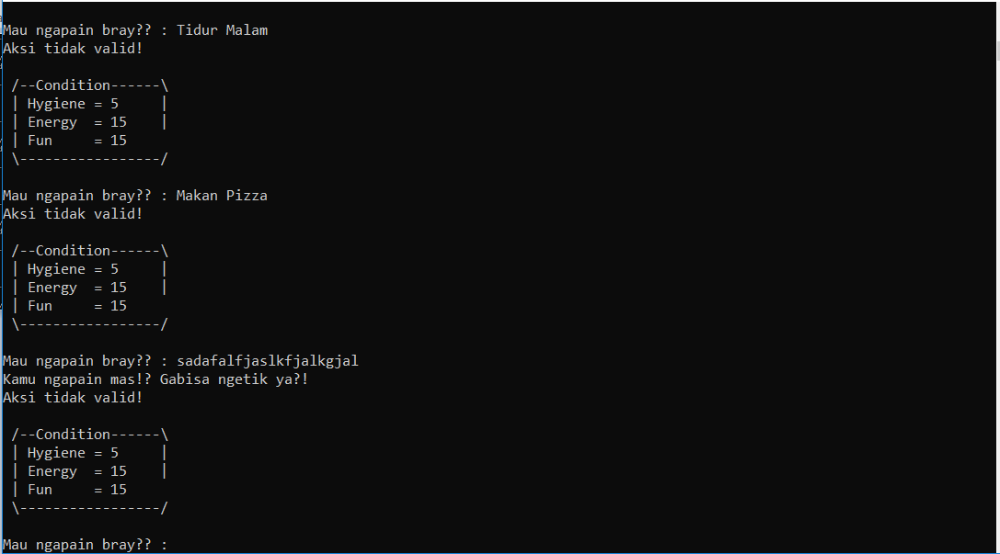 Mau ngapain bray?? : Tidur Malam
Aksi tidak valid!
/--Condition------\
| Hygiene = 5     |
| Energy  = 15    |
| Fun     = 15
\-----------------/
Mau ngapain bray?? : Makan Pizza
Aksi tidak valid!
/--Condition------\
| Hygiene = 5     |
| Energy  = 15    |
| Fun     = 15
\-----------------/
Mau ngapain bray?? : sadafalfjaslkfjalkgjal
Kamu ngapain mas!? Gabisa ngetik ya?!
Aksi tidak valid!
/--Condition------\
| Hygiene = 5     |
| Energy  = 15    |
| Fun     = 15
\-----------------/
Mau ngapain bray?? :